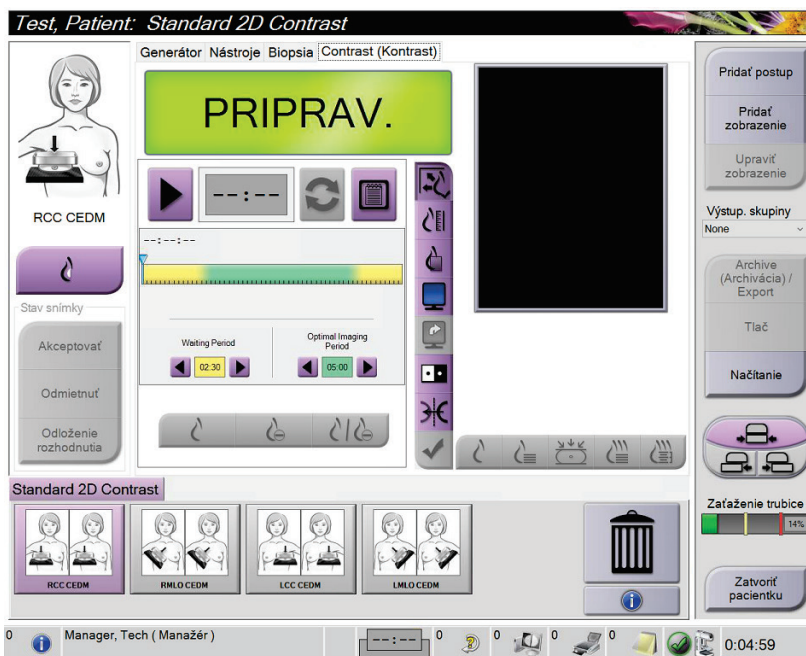 Test, Patient: Standard 2D Contrast
Generátor Nástroje Biopsia Contrast (Kontrast)
PRIPRAV.
--:--
--:--:--
Waiting Period
02:30
Optimal Imaging
Period
05:00
RCC CEDM
Stav snímky
Akceptovať
Odmietnuť
Odloženie
rozhodnutia
Pridať postup
Pridať
zobrazenie
Upraviť
zobrazenie
Výstup. skupiny
None
Archive
(Archivácia) /
Export
Tlač
Načítanie
Zaťaženie trubice
14%
Zatvoriť
pacientku
Standard 2D Contrast
RCC CEDM
RMLO CEDM
LCC CEDM
LMLO CEDM
0
Manager, Tech ( Manažér )
--:--
0
0
0
0
0:04:59